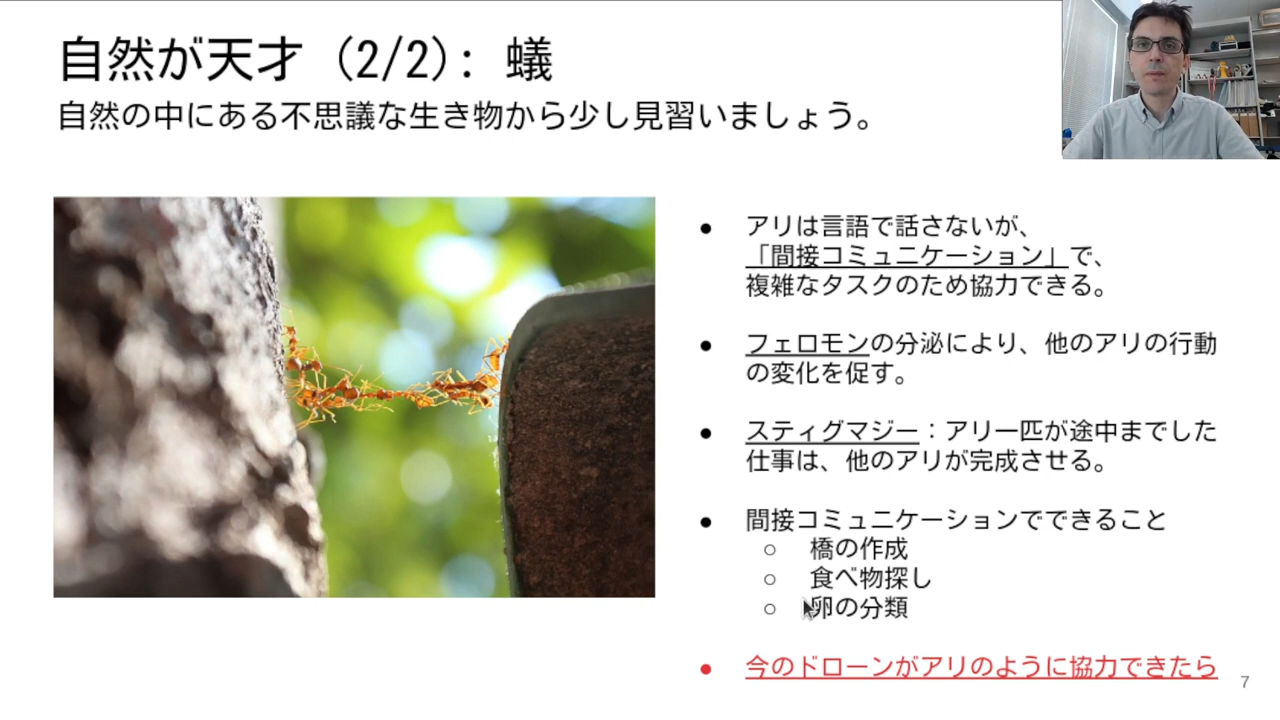 自然が天才（2/2）：蟻
自然の中にある不思議な生き物から少し見習いましょう。
● アリは言語で話さないが、
「間接コミュニケーション」で、
複雑なタスクのため協力できる。
● フェロモンの分泌により、他のアリの行動
の変化を促す。
● スティグマジー：アリ一匹が途中までした
仕事は、他のアリが完成させる。
● 間接コミュニケーションでできること
○ 橋の作成
○ 食べ物探し
○ 卵の分類
● 今のドローンがアリのように協力できたら
7